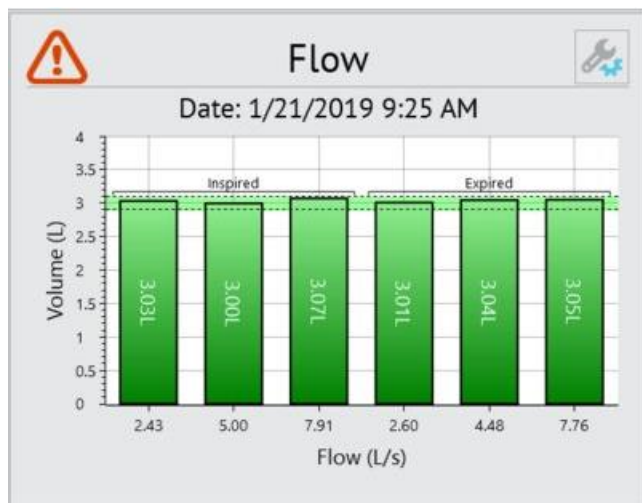 Flow
Date: 1/21/2019 9:25 AM
4
3.5
3
2.5
2
1.5
1
0.5
0
Volume (L)
Inspired
Expired
3.03L
3.00L
3.07L
3.01L
3.04L
3.05L
2.43
5.00
7.91
2.60
4.48
7.76
Flow (L/s)